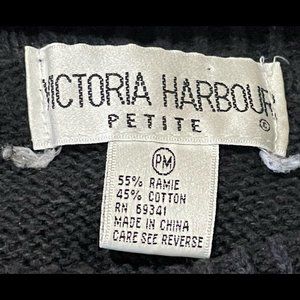 VICTORIA HARBOUR
PETITE
PM
55% RAMIE
45% COTTON
RN 69341
MADE IN CHINA
CARE SEE REVERSE